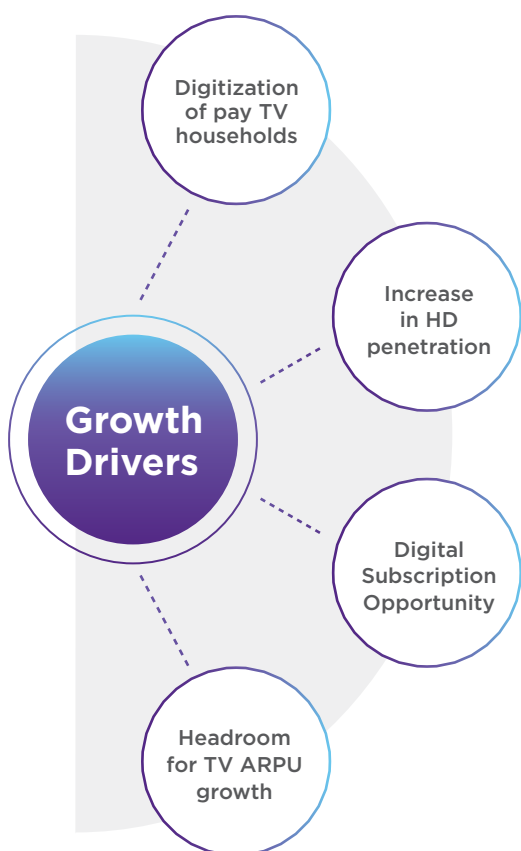 Digitization
of pay TV
households
Increase
in HD
penetration
Growth
Drivers
Digital
Subscription
Opportunity
Headroom
for TV ARPU
growth